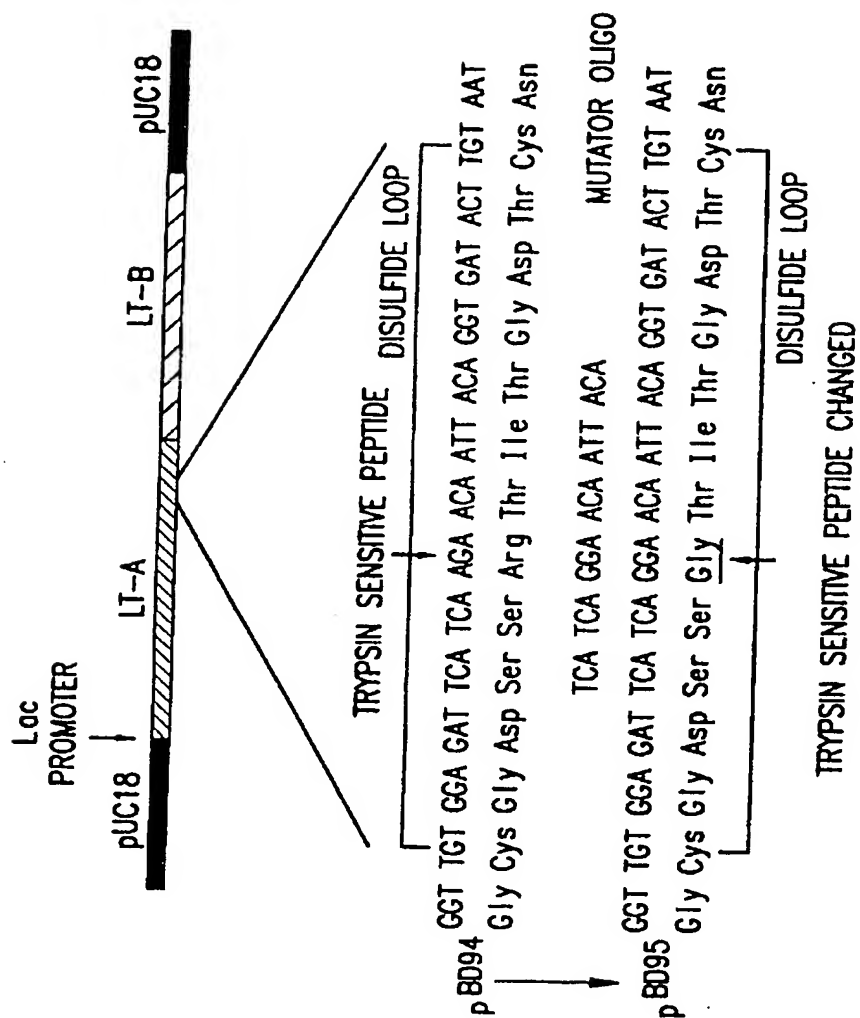 Lac
PROMOTER
pUC18
LT-A
LT-B
pUC18
TRYPSIN SENSITIVE PEPTIDE
DISULFIDE LOOP
pBD94
GGT TGT GGA GAT TCA TCA AGA ACA ATT ACA GGT GAT ACT TGT AAT
Gly Cys Gly Asp Ser Ser Arg Thr Ile Thr Gly Asp Thr Cys Asn
TCA TCA GGA ACA ATT ACA
MUTATOR OLIGO
pBD95
GGT TGT GGA GAT TCA TCA GGA ACA ATT ACA GGT GAT ACT TGT AAT
Gly Cys Gly Asp Ser Ser Gly Thr Ile Thr Gly Asp Thr Cys Asn
DISULFIDE LOOP
TRYPSIN SENSITIVE PEPTIDE CHANGED